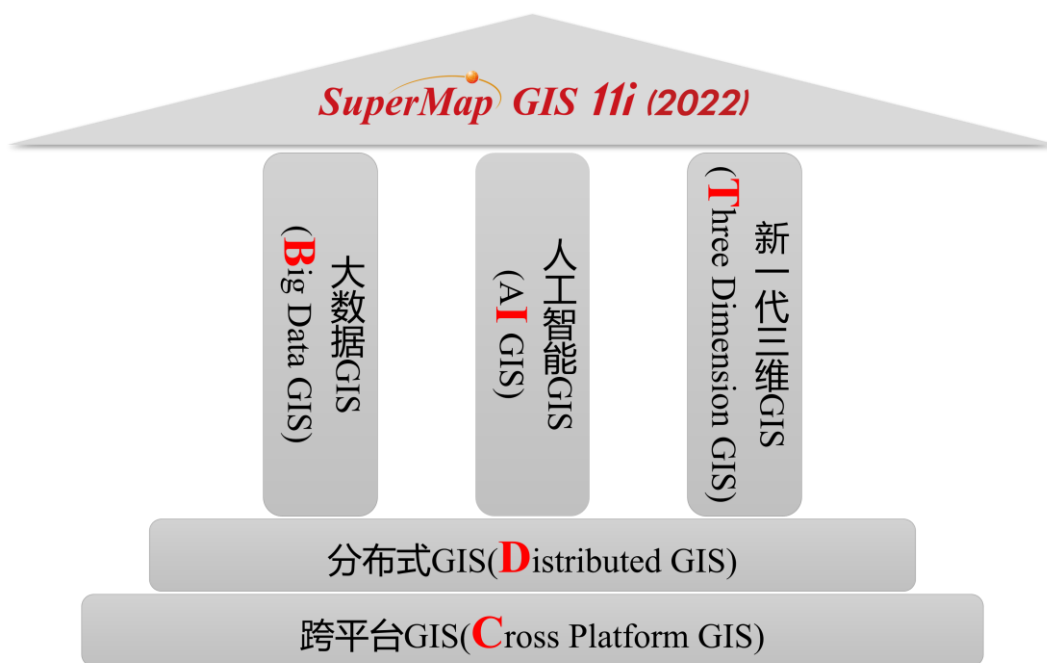 SuperMap GIS 11i (2022)
大数据GIS
(Big Data GIS)
人工智能GIS
(AI GIS)
新一代三维GIS
(Three Dimension GIS)
分布式GIS(Distributed GIS)
跨平台GIS(Cross Platform GIS)